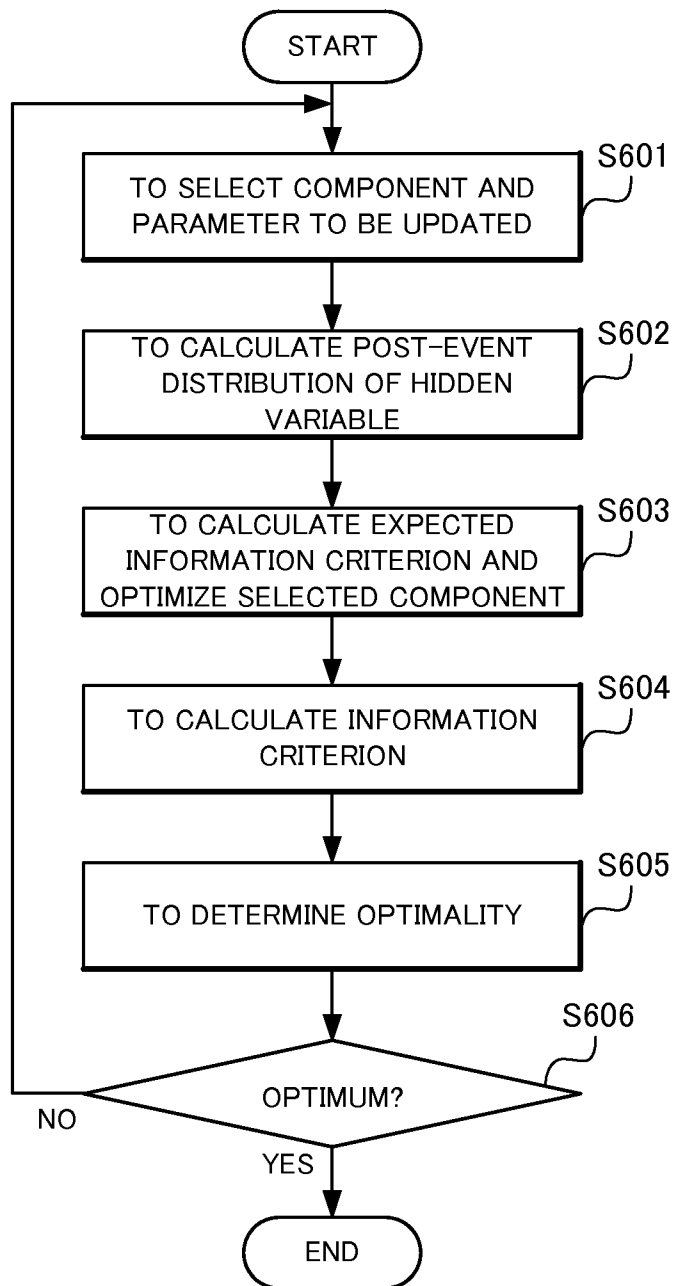 START
S601
TO SELECT COMPONENT AND
PARAMETER TO BE UPDATED
S602
TO CALCULATE POST-EVENT
DISTRIBUTION OF HIDDEN
VARIABLE
S603
TO CALCULATE EXPECTED
INFORMATION CRITERION AND
OPTIMIZE SELECTED COMPONENT
S604
TO CALCULATE INFORMATION
CRITERION
S605
TO DETERMINE OPTIMALITY
S606
OPTIMUM?
NO
YES
END